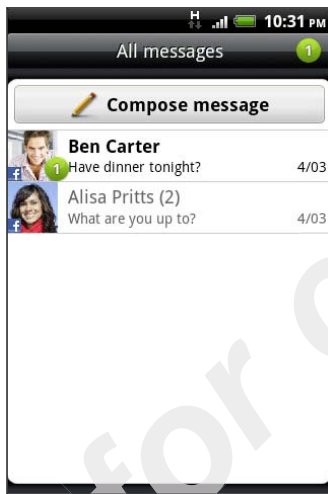 H 10:31 PM
All messages 1
Compose message
Ben Carter
1 Have dinner tonight? 4/03
Alisa Pritts (2)
What are you up to? 4/03
f
f
for